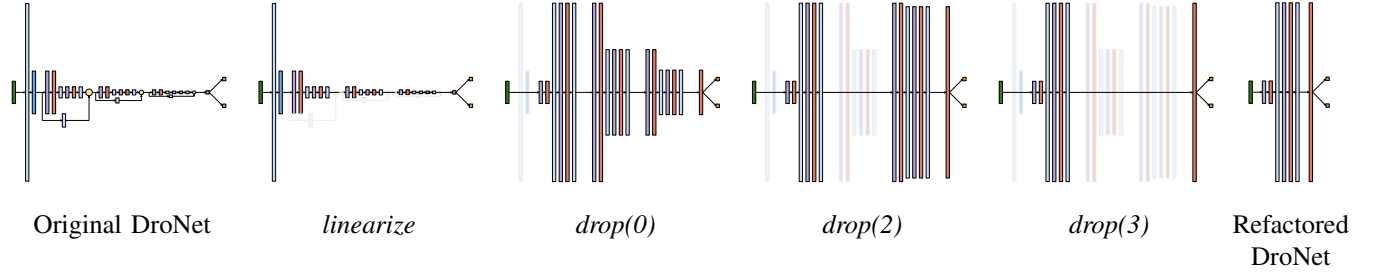 Original DroNet
linearize
drop(0)
drop(2)
drop(3)
Refactored
DroNet